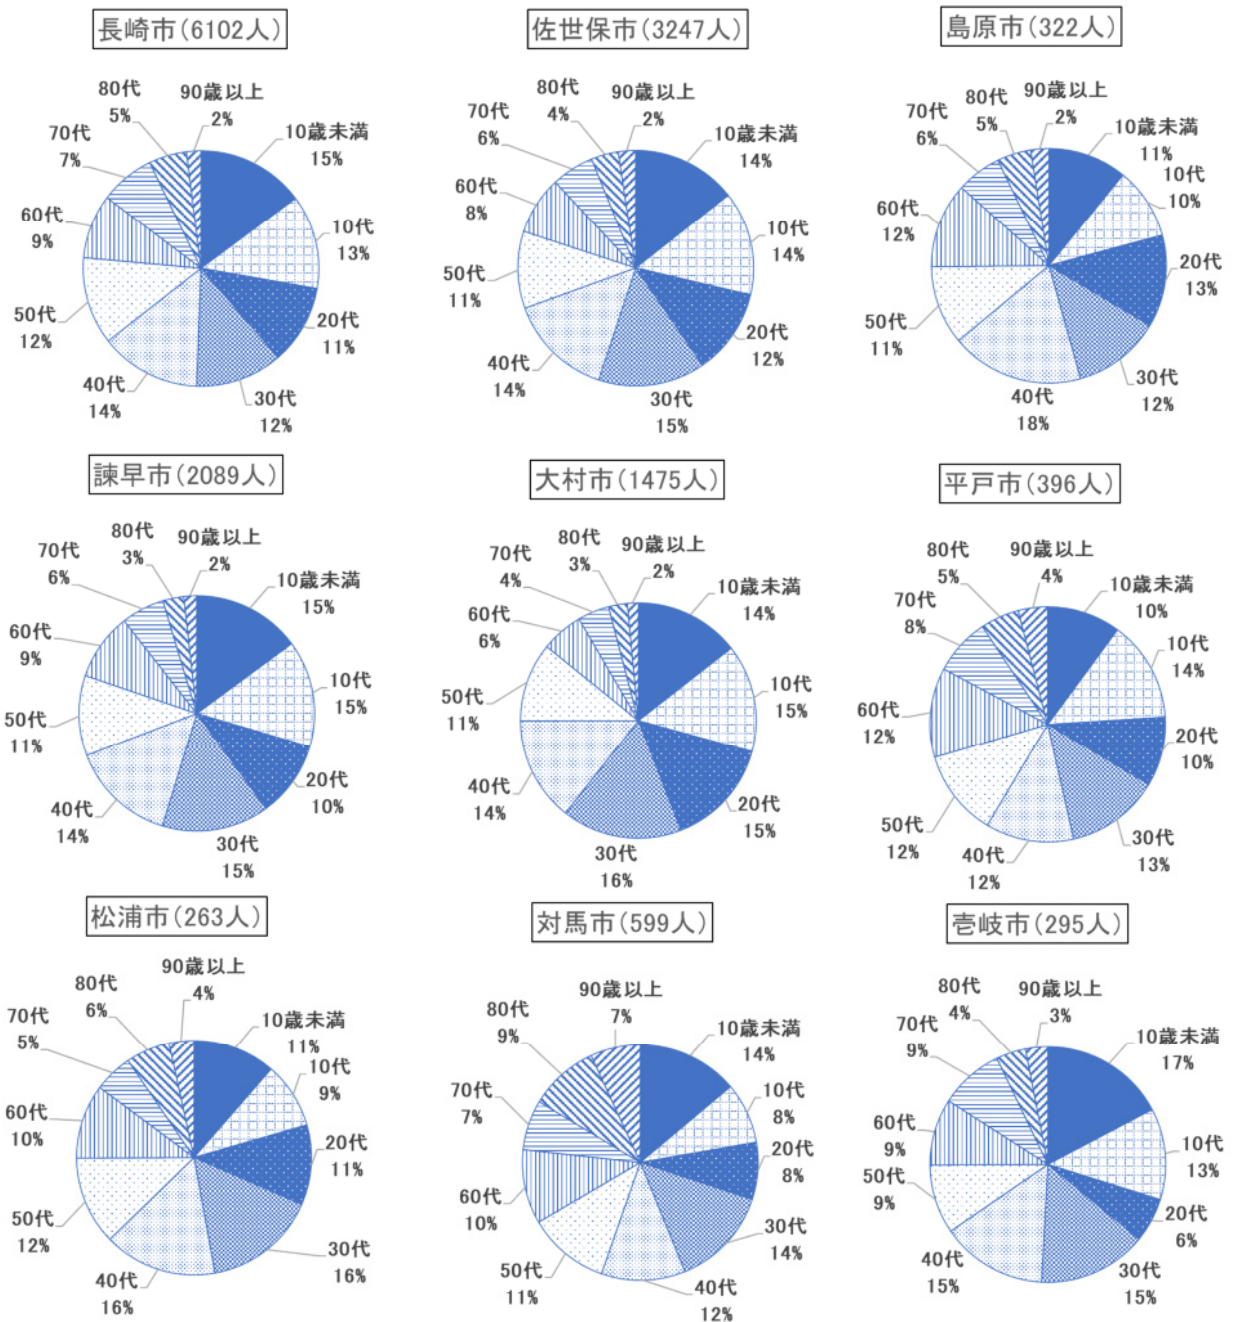 長崎市(6102人)
90歳以上
2%
10歳未満
15%
10代
13%
20代
11%
30代
12%
40代
14%
50代
12%
60代
9%
70代
7%
80代
5%
佐世保市(3247人)
90歳以上
2%
10歳未満
14%
10代
14%
20代
12%
30代
15%
40代
14%
50代
11%
60代
8%
70代
6%
80代
4%
島原市(322人)
90歳以上
2%
10歳未満
11%
10代
10%
20代
13%
30代
12%
40代
18%
50代
11%
60代
12%
70代
6%
80代
5%
諫早市(2089人)
90歳以上
2%
10歳未満
15%
10代
15%
20代
10%
30代
15%
40代
14%
50代
11%
60代
9%
70代
6%
80代
3%
大村市(1475人)
90歳以上
2%
10歳未満
14%
10代
15%
20代
15%
30代
16%
40代
14%
50代
11%
60代
6%
70代
4%
80代
3%
平戸市(396人)
90歳以上
4%
10歳未満
10%
10代
14%
20代
10%
30代
13%
40代
12%
50代
12%
60代
12%
70代
8%
80代
5%
松浦市(263人)
90歳以上
4%
10歳未満
11%
10代
9%
20代
11%
30代
16%
40代
16%
50代
12%
60代
10%
70代
5%
80代
6%
対馬市(599人)
90歳以上
7%
10歳未満
14%
10代
8%
20代
8%
30代
14%
40代
12%
50代
11%
60代
10%
70代
7%
80代
9%
壱岐市(295人)
90歳以上
3%
10歳未満
17%
10代
13%
20代
6%
30代
15%
40代
15%
50代
9%
60代
9%
70代
9%
80代
4%